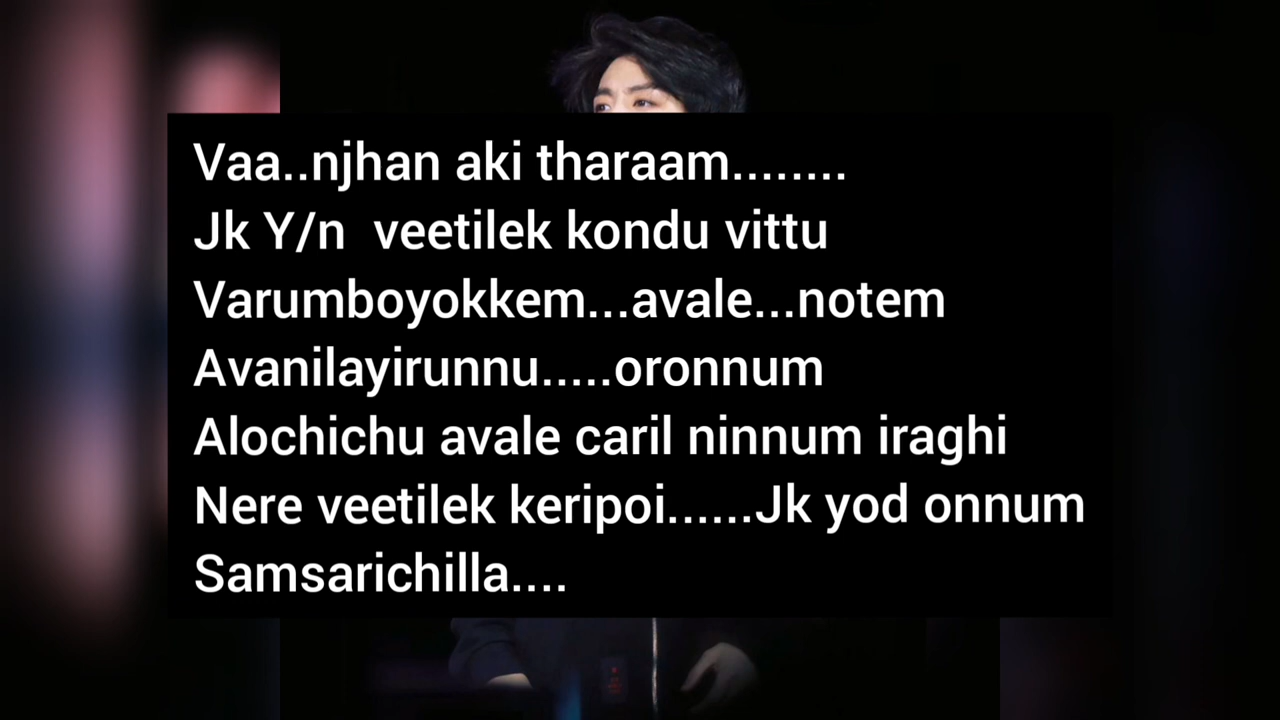 Vaa..njhan aki tharaam........
Jk Y/n veetilek kondu vittu
Varumboyokkem...avale...notem
Avanilayirunnu.....oronnum
Alochichu avale caril ninnum iraghi
Nere veetilek keripoi......Jk yod onnum
Samsarichilla....